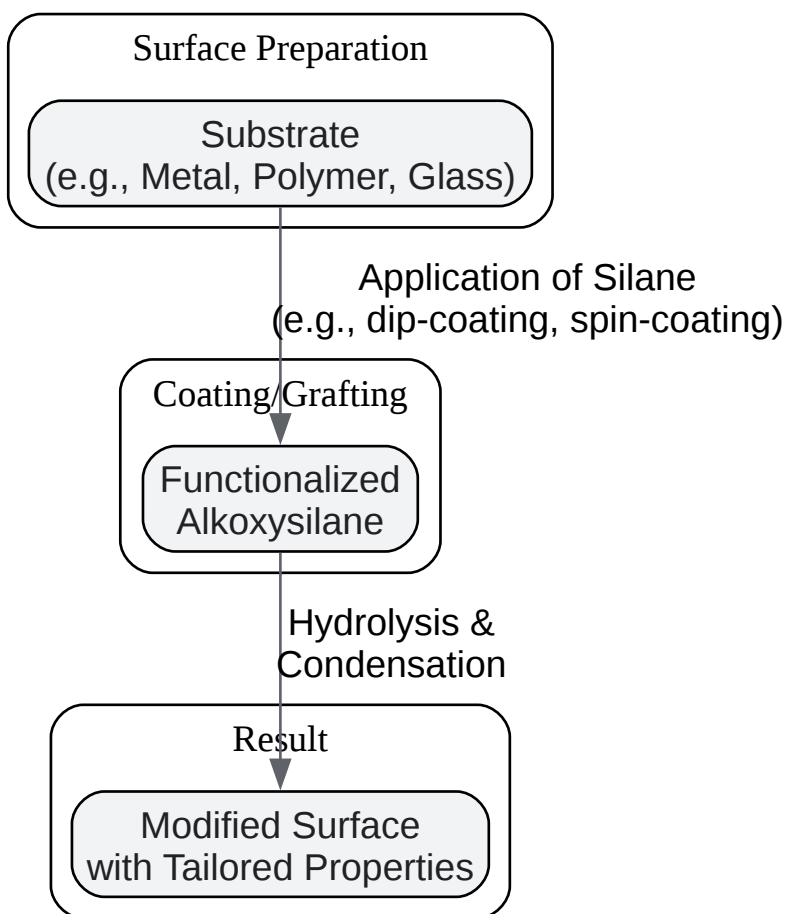 Surface Preparation
Substrate
(e.g., Metal, Polymer, Glass)
Application of Silane
(e.g., dip-coating, spin-coating)
Coating/Grafting
Functionalized
Alkoxysilane
Hydrolysis &
Condensation
Result
Modified Surface
with Tailored Properties